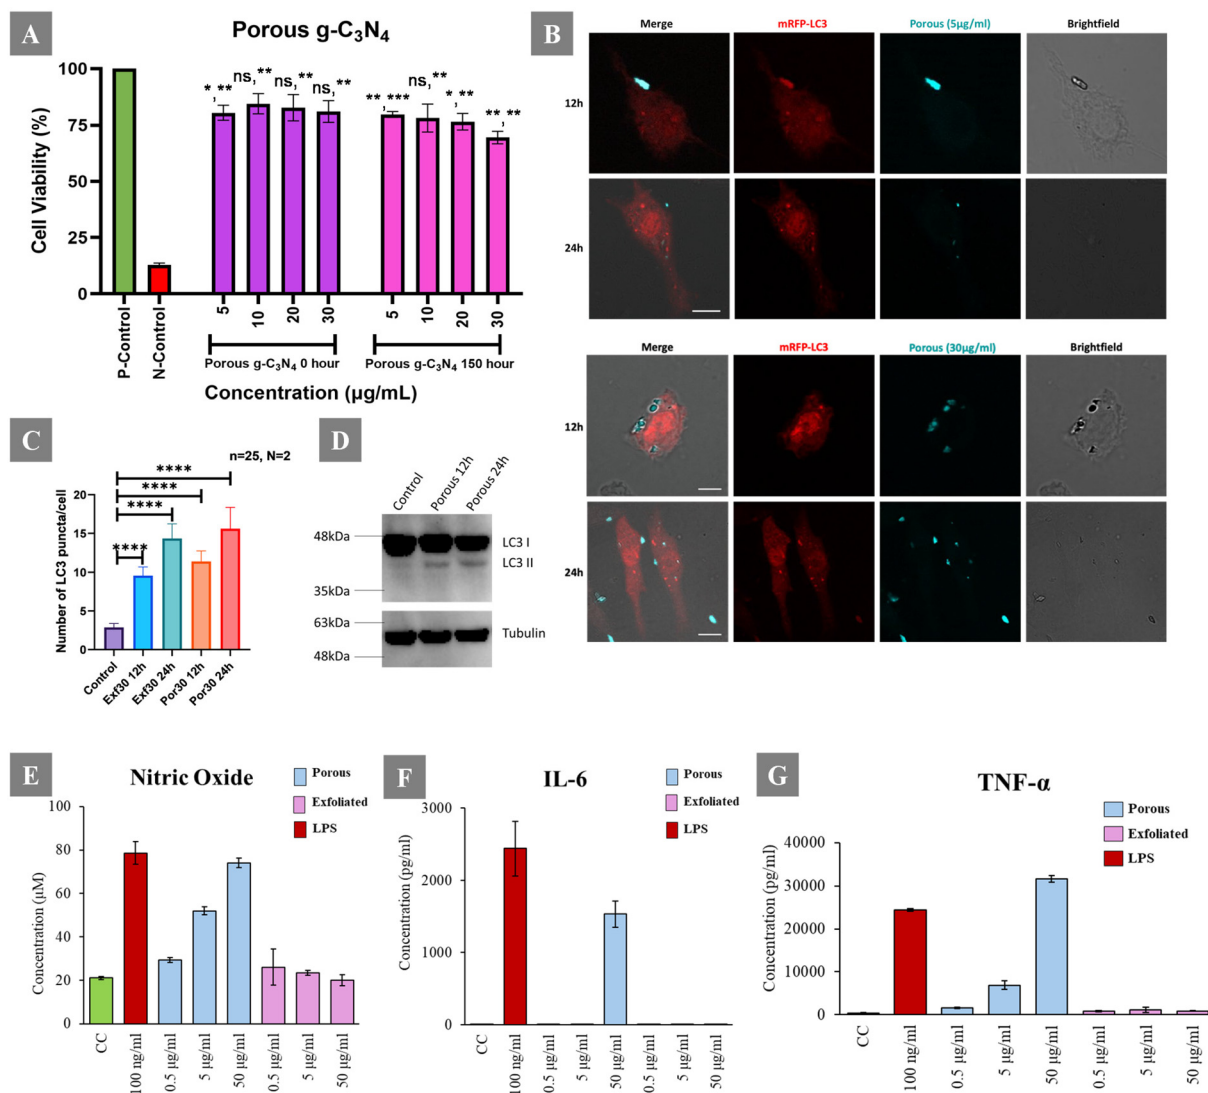 A
Porous g-C₃N₄
Cell Viability (%)
100
75
50
25
0
*,**
ns,**
ns,**
ns,**
**,***
ns,**
*,**
**,**
P-Control
N-Control
5
10
20
30
5
10
20
30
Porous g-C₃N₄ 0 hour
Porous g-C₃N₄ 150 hour
Concentration (µg/mL)
B
Merge
mRFP-LC3
Porous (5µg/ml)
Brightfield
12h
24h
Merge
mRFP-LC3
Porous (30µg/ml)
Brightfield
12h
24h
C
n=25, N=2
****
****
****
****
Number of LC3 puncta/cell
20
15
10
5
0
Control
Exf30 12h
Exf30 24h
Por30 12h
Por30 24h
D
Control
Porous 12h
Porous 24h
48kDa
LC3 I
LC3 II
35kDa
63kDa
Tubulin
48kDa
E
Nitric Oxide
Porous
Exfoliated
LPS
Concentration (µM)
100
80
60
40
20
0
CC
100 ng/ml
0.5 µg/ml
5 µg/ml
50 µg/ml
0.5 µg/ml
5 µg/ml
50 µg/ml
F
IL-6
Porous
Exfoliated
LPS
Concentration (pg/ml)
3000
2000
1000
0
CC
100 ng/ml
0.5 µg/ml
5 µg/ml
50 µg/ml
0.5 µg/ml
5 µg/ml
50 µg/ml
G
TNF-α
Porous
Exfoliated
LPS
Concentration (pg/ml)
40000
30000
20000
10000
0
CC
100 ng/ml
0.5 µg/ml
5 µg/ml
50 µg/ml
0.5 µg/ml
5 µg/ml
50 µg/ml